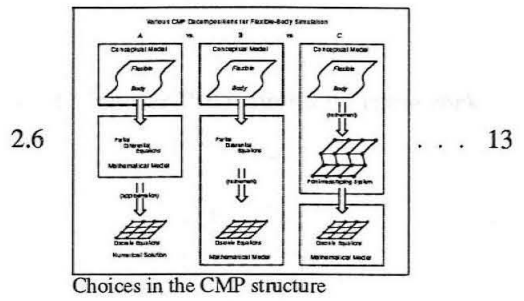 Various CMP Decompositions for Flexible-Body Simulation
A vs. B vs. C
Conceptual Model Conceptual Model Conceptual Model
Flexible Flexible Flexible
Body Body Body
(refinement)
2.6 . . . 13
Partial Partial
Differential Differential
Equations Equations
Mathematical Model
(refinement)
(approximation)
Discrete Equations Discrete Equations Discrete Equations
Numerical Solution Mathematical Model Mathematical Model
Choices in the CMP structure